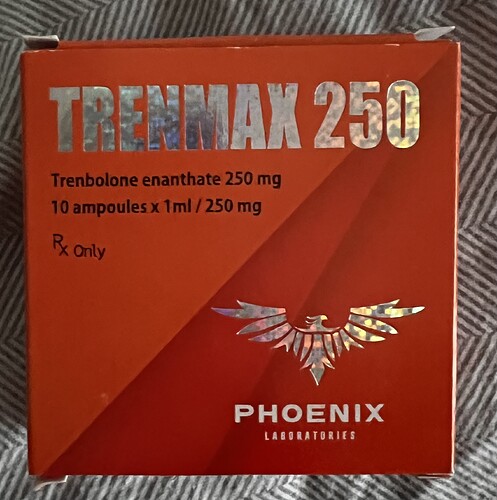 TRENMAX 250
Trenbolone enanthate 250 mg
10 ampoules x 1ml / 250 mg
Rx Only
PHOENIX
LABORATORIES